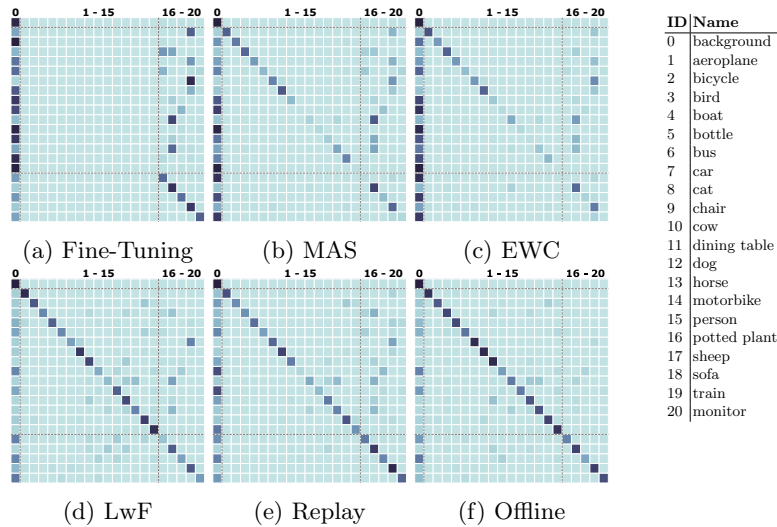 0 1 - 15 16 - 20 0 1 - 15 16 - 20 0 1 - 15 16 - 20
(a) Fine-Tuning (b) MAS (c) EWC
0 1 - 15 16 - 20 0 1 - 15 16 - 20 0 1 - 15 16 - 20
(d) LwF (e) Replay (f) Offline
ID Name
0 background
1 aeroplane
2 bicycle
3 bird
4 boat
5 bottle
6 bus
7 car
8 cat
9 chair
10 cow
11 dining table
12 dog
13 horse
14 motorbike
15 person
16 potted plant
17 sheep
18 sofa
19 train
20 monitor